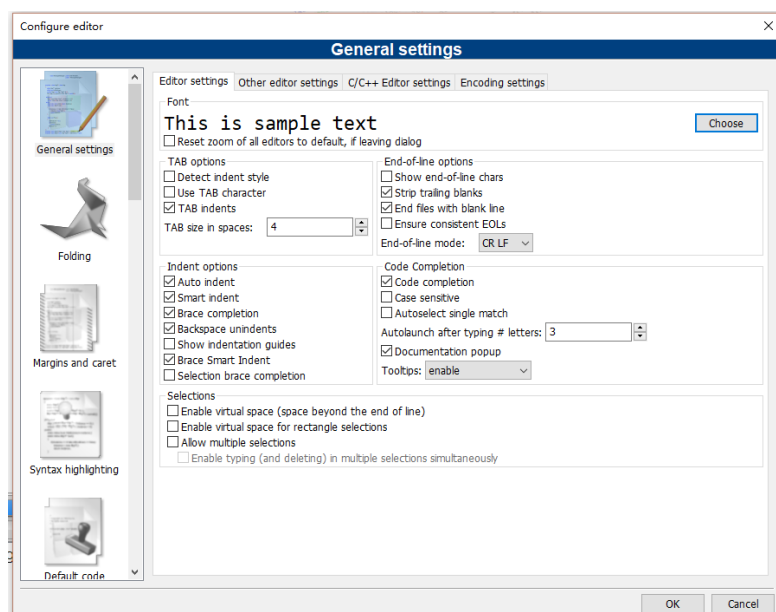 Configure editor
General settings
General settings
Folding
Margins and caret
Syntax highlighting
Default code
Editor settings
Other editor settings
C/C++ Editor settings
Encoding settings
Font
This is sample text
Choose
Reset zoom of all editors to default, if leaving dialog
TAB options
Detect indent style
Use TAB character
TAB indents
TAB size in spaces:
4
End-of-line options
Show end-of-line chars
Strip trailing blanks
End files with blank line
Ensure consistent EOLs
End-of-line mode:
CR LF
Indent options
Auto indent
Smart indent
Brace completion
Backspace unindents
Show indentation guides
Brace Smart Indent
Selection brace completion
Code Completion
Code completion
Case sensitive
Autoselect single match
Autolaunch after typing # letters:
3
Documentation popup
Tooltips:
enable
Selections
Enable virtual space (space beyond the end of line)
Enable virtual space for rectangle selections
Allow multiple selections
Enable typing (and deleting) in multiple selections simultaneously
OK
Cancel